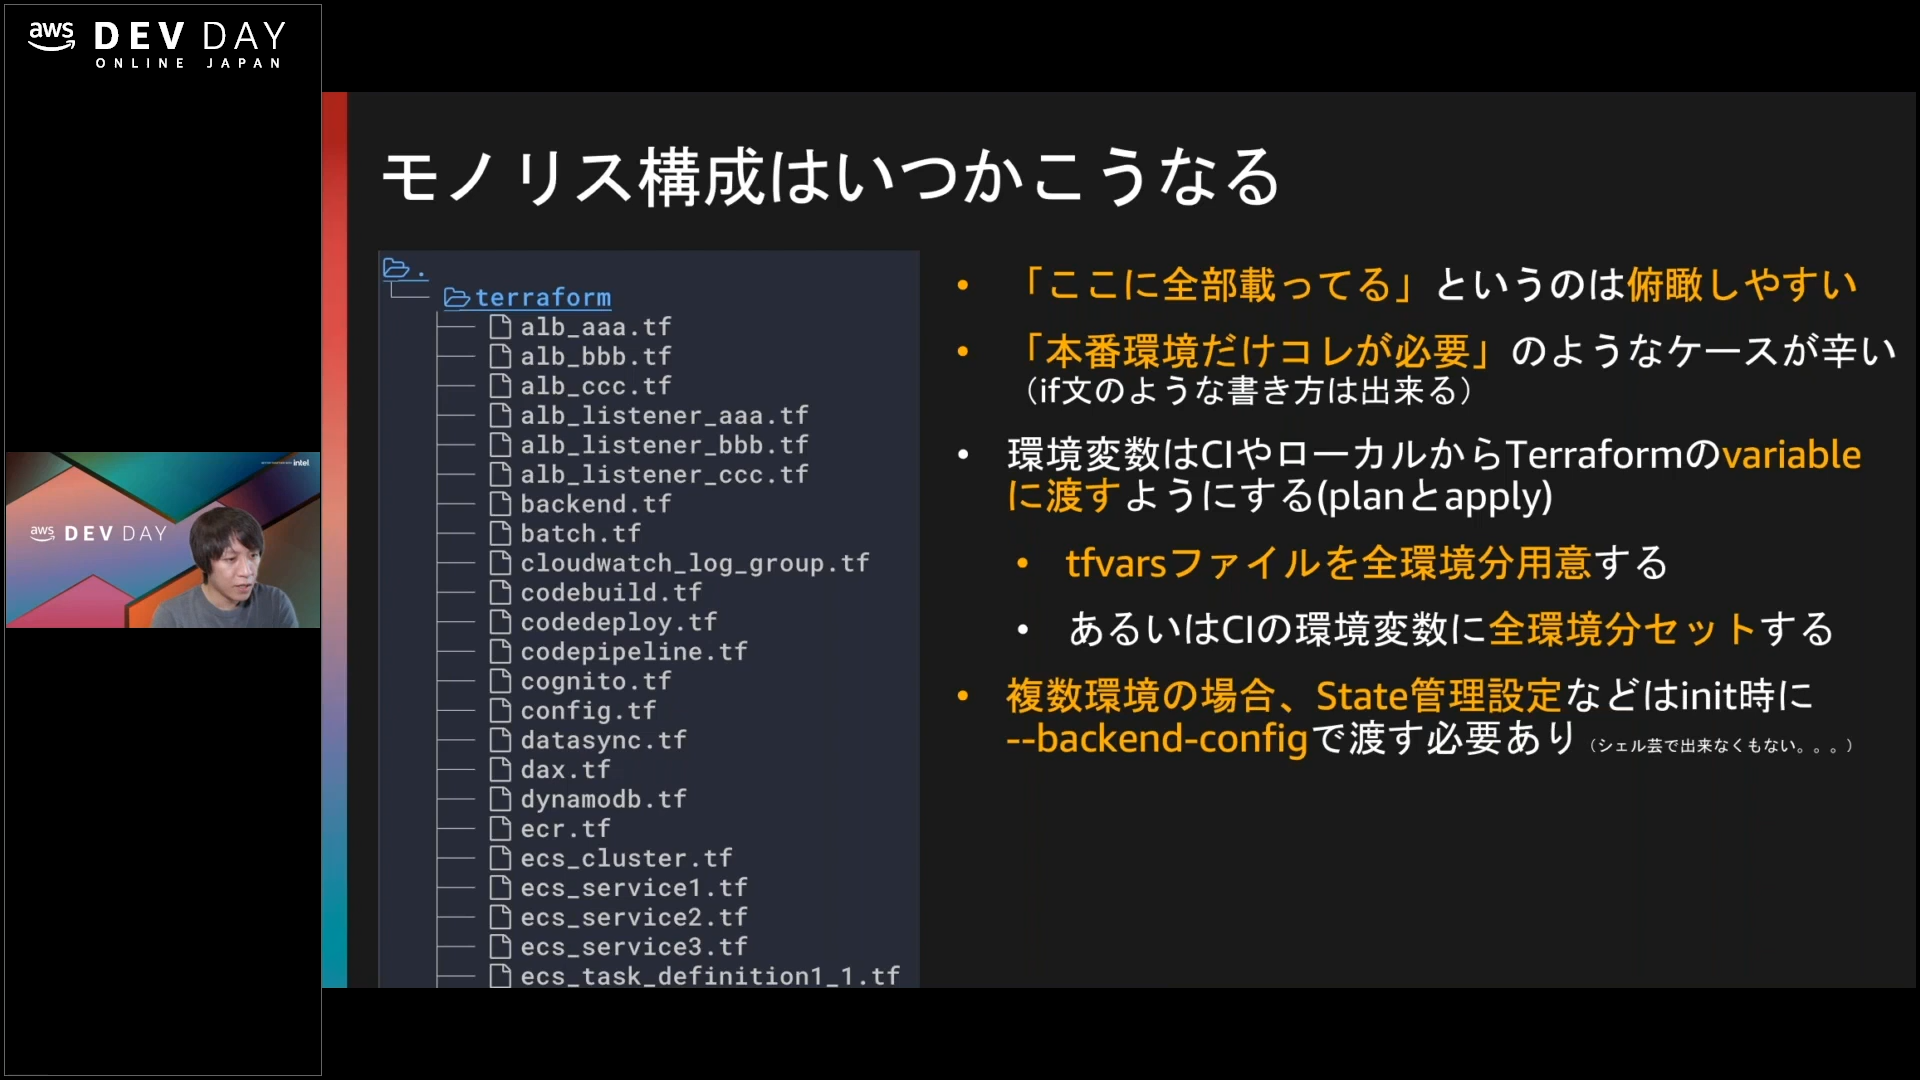 aws DEV DAY
ONLINE JAPAN
モノリス構成はいつかこうなる
.
terraform
alb_aaa.tf
alb_bbb.tf
alb_ccc.tf
alb_listener_aaa.tf
alb_listener_bbb.tf
alb_listener_ccc.tf
backend.tf
batch.tf
cloudwatch_log_group.tf
codebuild.tf
codedeploy.tf
codepipeline.tf
cognito.tf
config.tf
datasync.tf
dax.tf
dynamodb.tf
ecr.tf
ecs_cluster.tf
ecs_service1.tf
ecs_service2.tf
ecs_service3.tf
ecs_task_definition1_1.tf
• 「ここに全部載ってる」というのは俯瞰しやすい
• 「本番環境だけコレが必要」のようなケースが辛い
（if文のような書き方は出来る）
• 環境変数はCIやローカルからTerraformのvariable
に渡すようにする(planとapply)
• tfvarsファイルを全環境分用意する
• あるいはCIの環境変数に全環境分セットする
• 複数環境の場合、State管理設定などはinit時に
--backend-configで渡す必要あり（シェル芸で出来なくもない。。。）
intel
aws DEV DAY